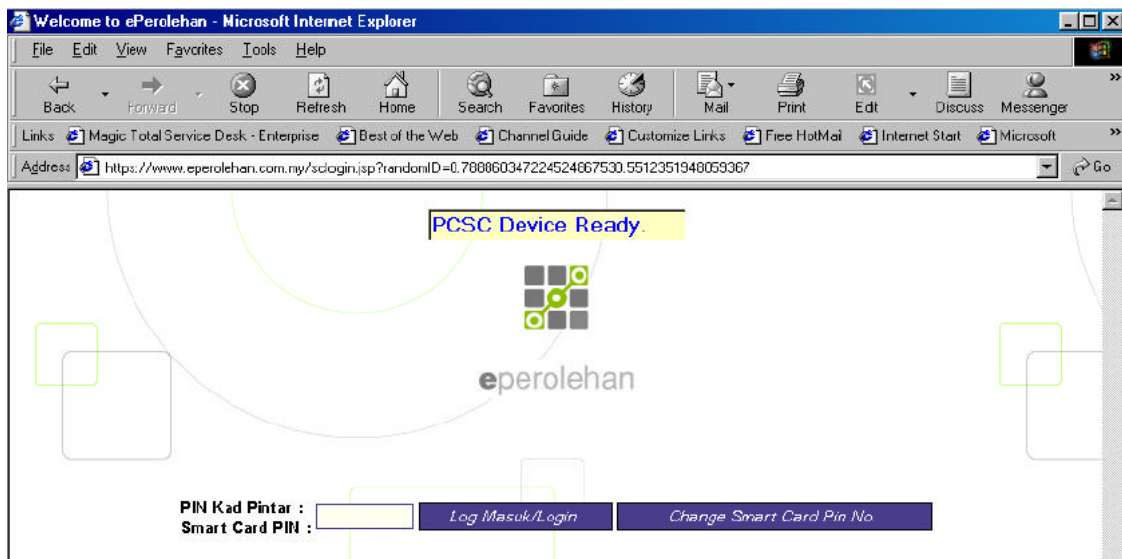 Welcome to ePerolehan - Microsoft Internet Explorer
File Edit View Favorites Tools Help
Back Forward Stop Refresh Home Search Favorites History Mail Print Edit Discuss Messenger »
Links Magic Total Service Desk - Enterprise Best of the Web Channel Guide Customize Links Free HotMail Internet Start Microsoft »
Address https://www.eperolehan.com.my/sclogin.jsp?randomID=0.788860347224524667530.5512351948059367 Go
PCSC Device Ready.
eperolehan
PIN Kad Pintar :
Smart Card PIN :
Log Masuk/Login Change Smart Card Pin No